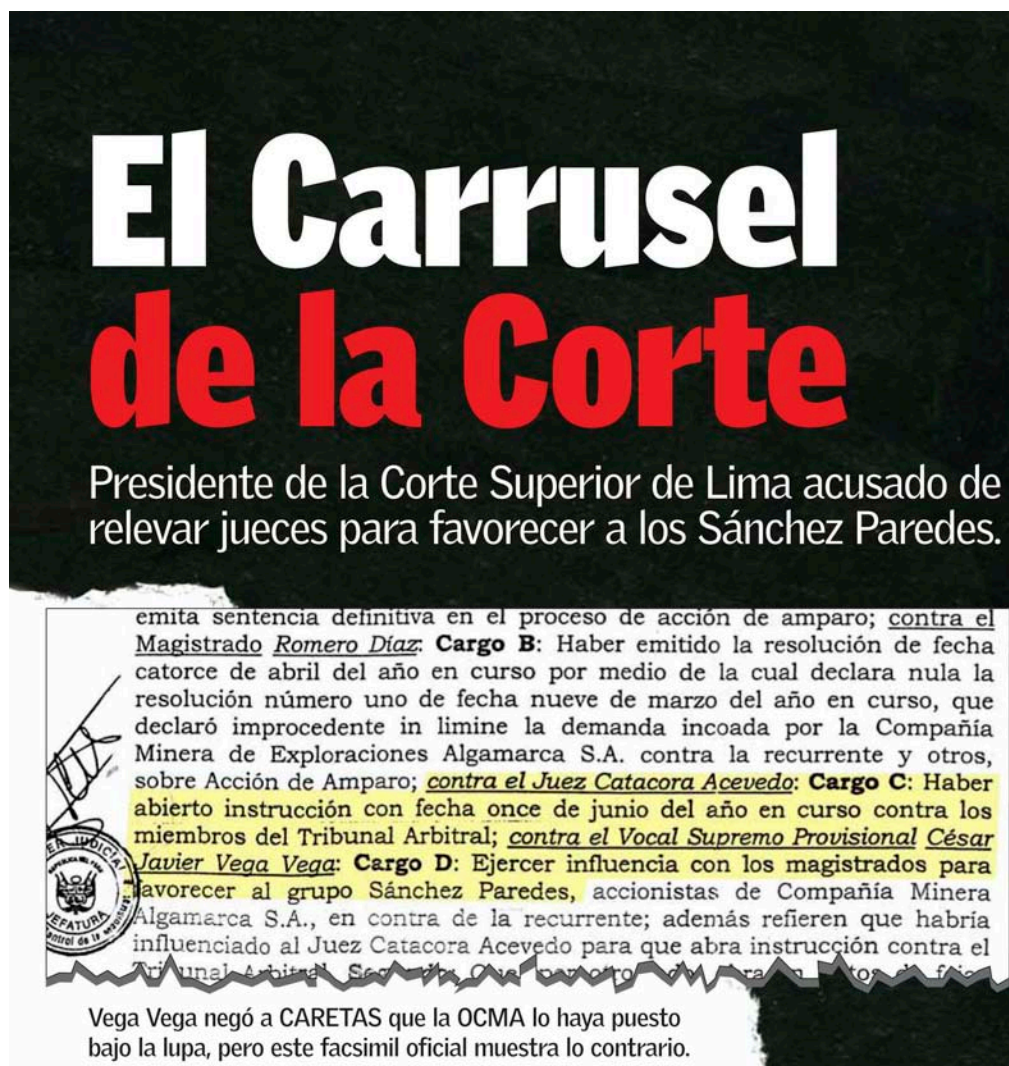 El Carrusel
de la Corte
Presidente de la Corte Superior de Lima acusado de
relevar jueces para favorecer a los Sánchez Paredes.
emita sentencia definitiva en el proceso de acción de amparo; contra el
Magistrado Romero Díaz: Cargo B: Haber emitido la resolución de fecha
catorce de abril del año en curso por medio de la cual declara nula la
resolución número uno de fecha nueve de marzo del año en curso, que
declaró improcedente in limine la demanda incoada por la Compañía
Minera de Exploraciones Algamarca S.A. contra la recurrente y otros,
sobre Acción de Amparo; contra el Juez Catacora Acevedo: Cargo C: Haber
abierto instrucción con fecha once de junio del año en curso contra los
miembros del Tribunal Arbitral; contra el Vocal Supremo Provisional César
Javier Vega Vega: Cargo D: Ejercer influencia con los magistrados para
favorecer al grupo Sánchez Paredes, accionistas de Compañía Minera
Algamarca S.A., en contra de la recurrente; además refieren que habría
influenciado al Juez Catacora Acevedo para que abra instrucción contra el
Tribunal Arbitral
JUDICIAL
JEFATURA
Vega Vega negó a CARETAS que la OCMA lo haya puesto
bajo la lupa, pero este facsimil oficial muestra lo contrario.